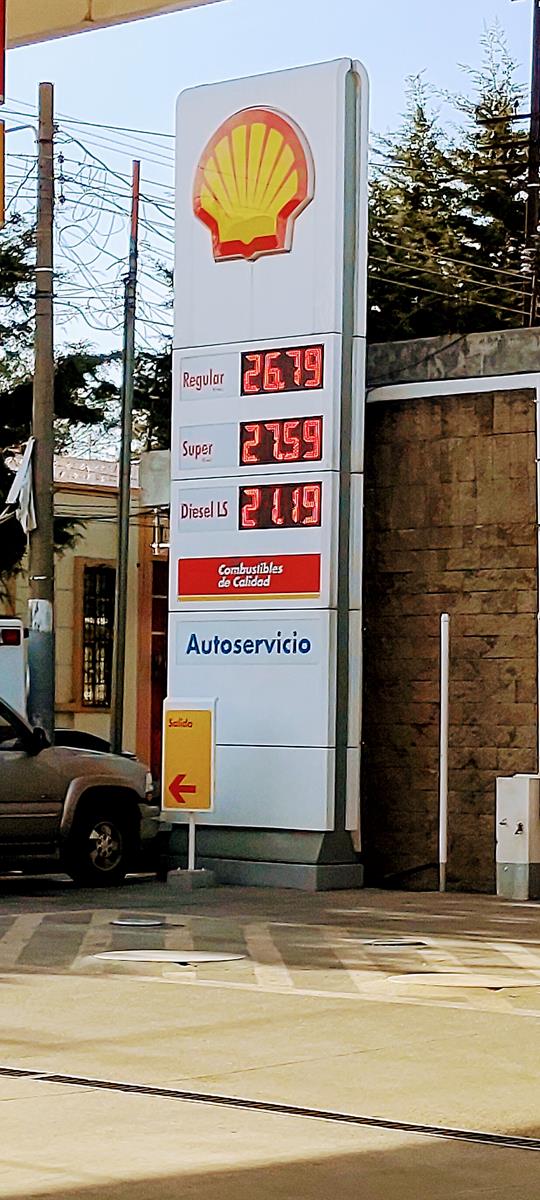 Regular 26.79
Super 27.59
Diesel LS 21.19
Combustibles
de Calidad
Autoservicio
Salida